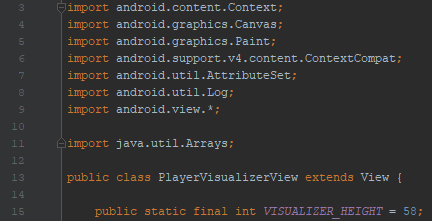 3 import android.content.Context;
4 import android.graphics.Canvas;
5 import android.graphics.Paint;
6 import android.support.v4.content.ContextCompat;
7 import android.util.AttributeSet;
8 import android.util.Log;
9 import android.view.*;
10
11 import java.util.Arrays;
12
13 public class PlayerVisualizerView extends View {
14
15 public static final int VISUALIZER_HEIGHT = 58;